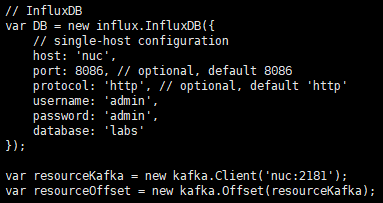 // InfluxDB
var DB = new influx.InfluxDB({
    // single-host configuration
    host: 'nuc',
    port: 8086, // optional, default 8086
    protocol: 'http', // optional, default 'http'
    username: 'admin',
    password: 'admin',
    database: 'labs'
});

var resourceKafka = new kafka.Client('nuc:2181');
var resourceOffset = new kafka.Offset(resourceKafka);